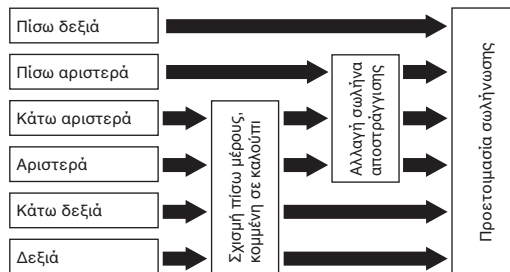 Πίσω δεξιά
Πίσω αριστερά
Κάτω αριστερά
Αριστερά
Κάτω δεξιά
Δεξιά
Σχισμή πίσω μέρους,
κομμένη σε καλούπι
Αλλαγή σωλήνα
αποστράγγισης
Προετοιμασία σωλήνωσης